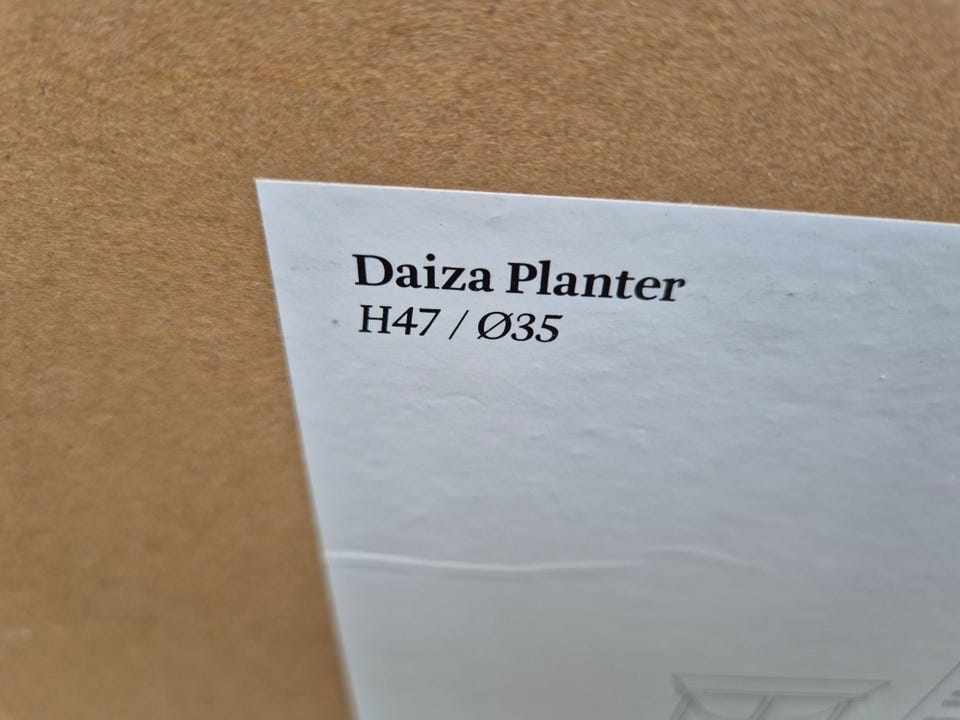 Daiza Planter
H47 / Ø35